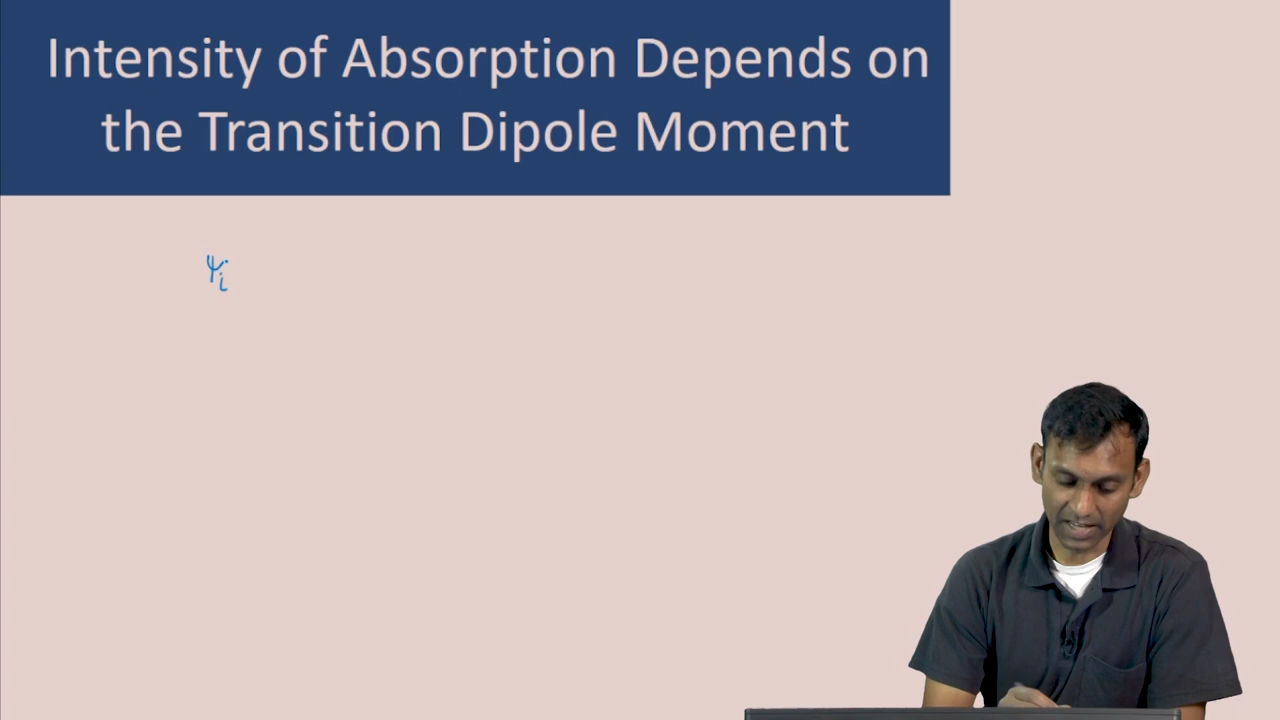 Intensity of Absorption Depends on
the Transition Dipole Moment
Ψi